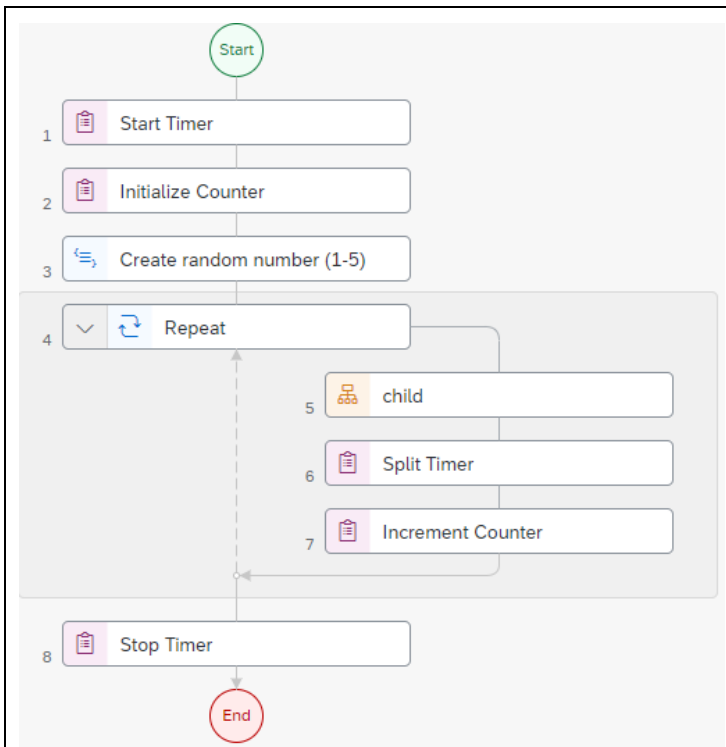 Start
1 Start Timer
2 Initialize Counter
3 Create random number (1-5)
4 Repeat
5 child
6 Split Timer
7 Increment Counter
8 Stop Timer
End